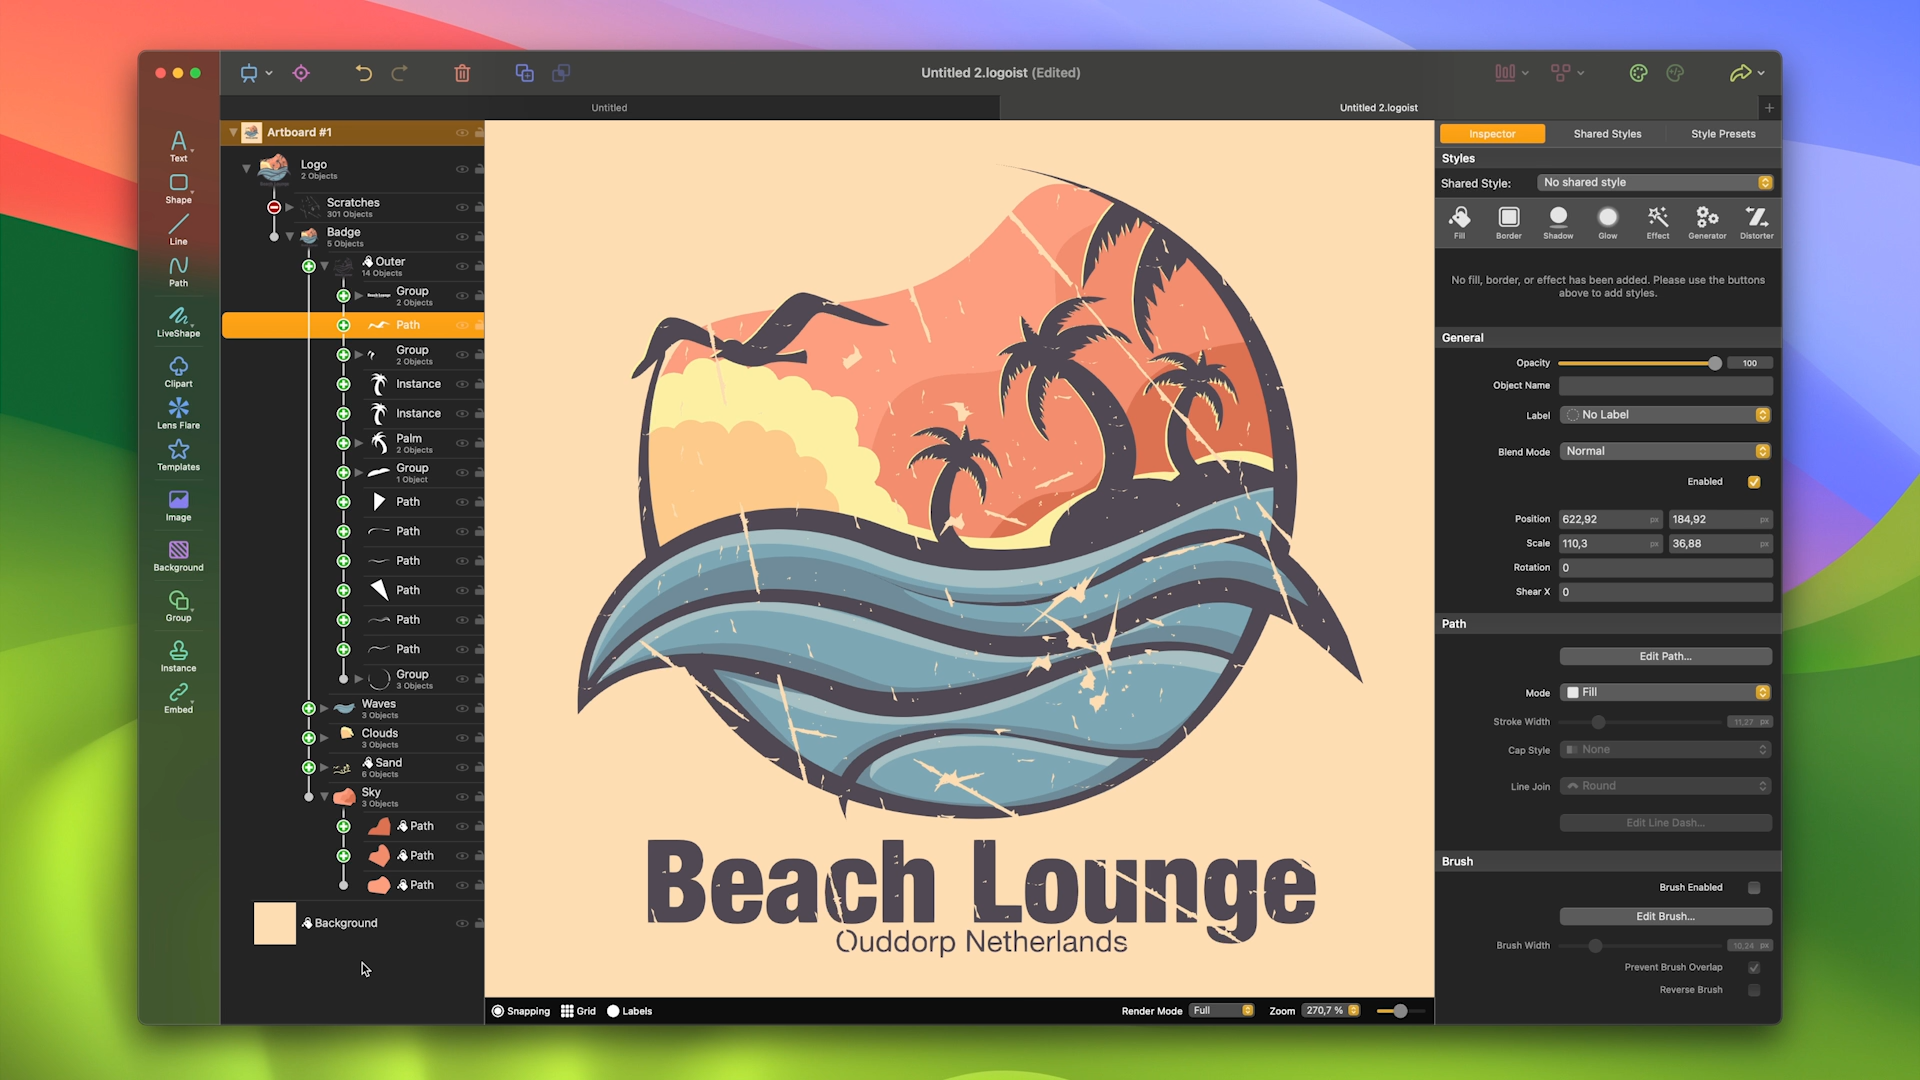 Untitled 2.logoist (Edited)
Untitled
Untitled 2.logoist
Text
Shape
Line
Path
LiveShape
Clipart
Lens Flare
Templates
Image
Background
Group
Instance
Embed
Artboard #1
Logo
2 Objects
Scratches
301 Objects
Badge
5 Objects
Outer
14 Objects
Group
2 Objects
Path
Group
2 Objects
Instance
Instance
Palm
2 Objects
Group
1 Object
Path
Path
Path
Path
Path
Path
Group
3 Objects
Waves
3 Objects
Clouds
3 Objects
Sand
6 Objects
Sky
3 Objects
Path
Path
Path
Background
Beach Lounge
Ouddorp Netherlands
Snapping
Grid
Labels
Render Mode
Full
Zoom
270,7 %
Inspector
Shared Styles
Style Presets
Styles
Shared Style:
No shared style
Fill
Border
Shadow
Glow
Effect
Generator
Distorter
No fill, border, or effect has been added. Please use the buttons
above to add styles.
General
Opacity
100
Object Name
Label
No Label
Blend Mode
Normal
Enabled
Position
622,92 px
184,92 px
Scale
110,3 px
36,88 px
Rotation
0
Shear X
0
Path
Edit Path...
Mode
Fill
Stroke Width
11,27 px
Cap Style
None
Line Join
Round
Edit Line Dash...
Brush
Brush Enabled
Edit Brush...
Brush Width
10,24 px
Prevent Brush Overlap
Reverse Brush